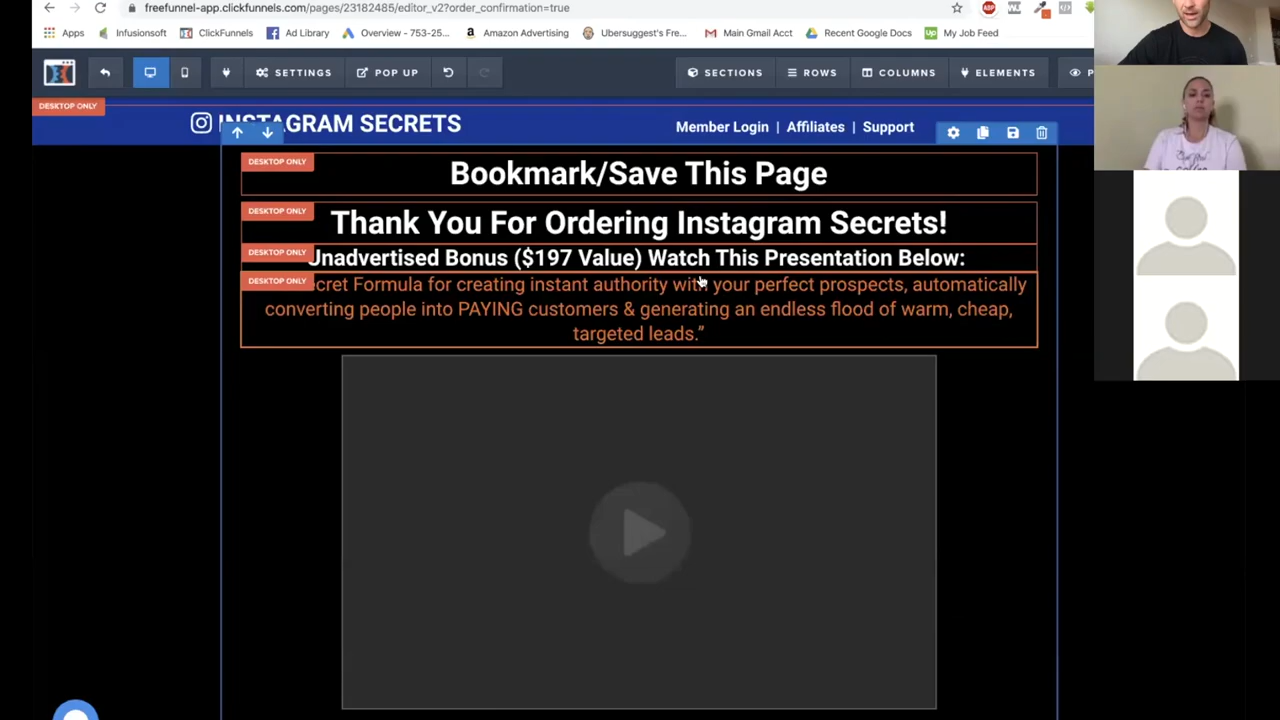 freefunnel-app.clickfunnels.com/pages/23182485/editor_v2?order_confirmation=true
ABP
Apps Infusionsoft ClickFunnels Ad Library Overview - 753-25... Amazon Advertising Ubersuggest's Fre... Main Gmail Acct Recent Google Docs up My Job Feed
SETTINGS POP UP SECTIONS ROWS COLUMNS ELEMENTS P
DESKTOP ONLY
INSTAGRAM SECRETS
Member Login | Affiliates | Support
DESKTOP ONLY
Bookmark/Save This Page
DESKTOP ONLY
Thank You For Ordering Instagram Secrets!
DESKTOP ONLY
Unadvertised Bonus ($197 Value) Watch This Presentation Below:
DESKTOP ONLY
cret Formula for creating instant authority with your perfect prospects, automatically
converting people into PAYING customers & generating an endless flood of warm, cheap,
targeted leads.”